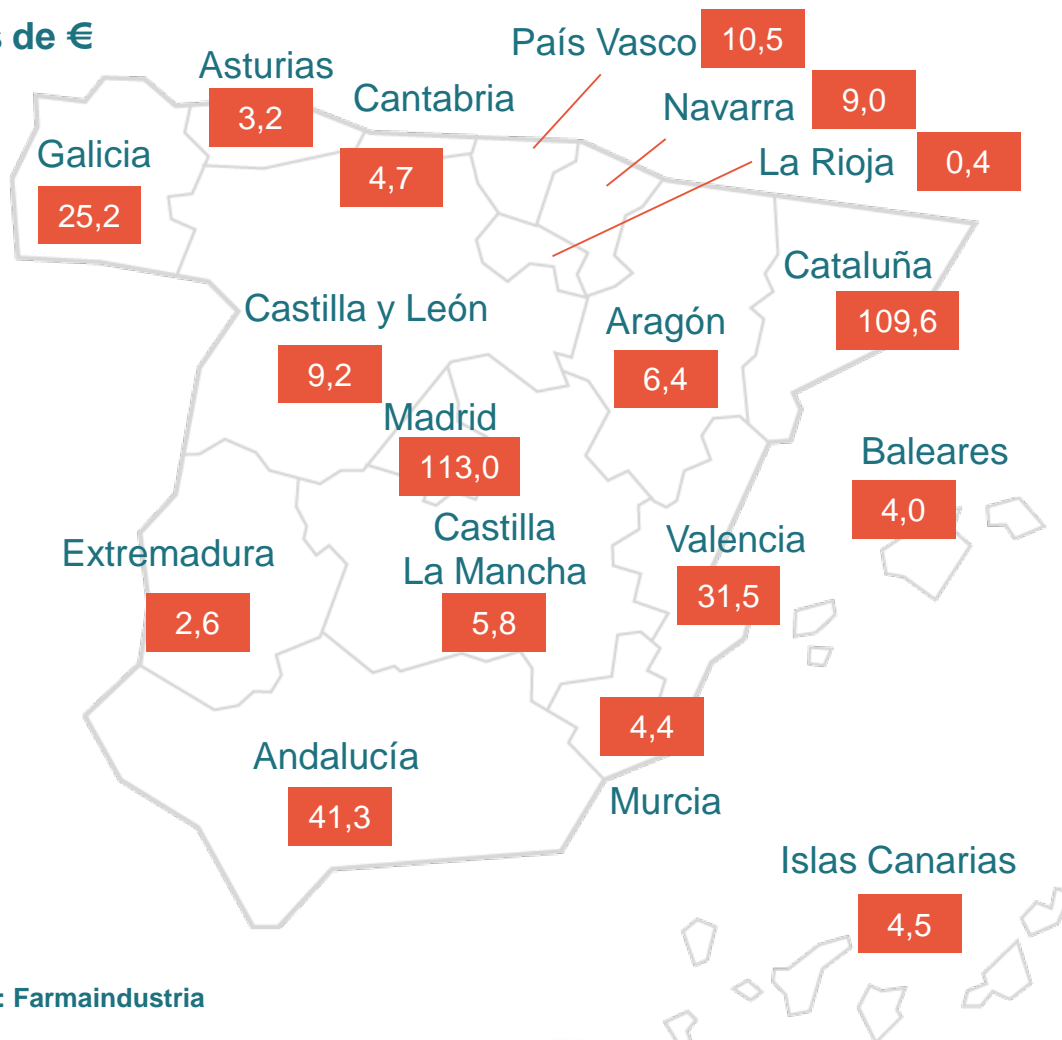 de €
País Vasco 10,5
Asturias
3,2
Cantabria
4,7
Navarra 9,0
La Rioja 0,4
Galicia
25,2
Cataluña
109,6
Castilla y León
9,2
Aragón
6,4
Madrid
113,0
Baleares
4,0
Castilla
La Mancha
5,8
Valencia
31,5
Extremadura
2,6
4,4
Murcia
Andalucía
41,3
Islas Canarias
4,5
: Farmaindustria